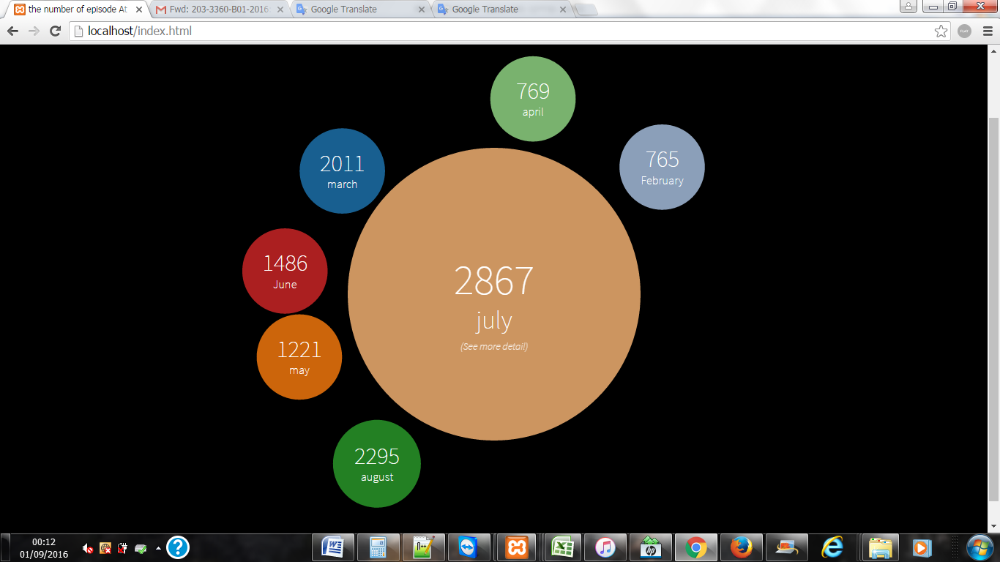 the number of episode At
Fwd: 203-3360-B01-2016
Google Translate
Google Translate
localhost/index.html
PLAY
769
april
2011
march
765
February
1486
June
2867
july
(See more detail)
1221
may
2295
august
00:12
01/09/2016